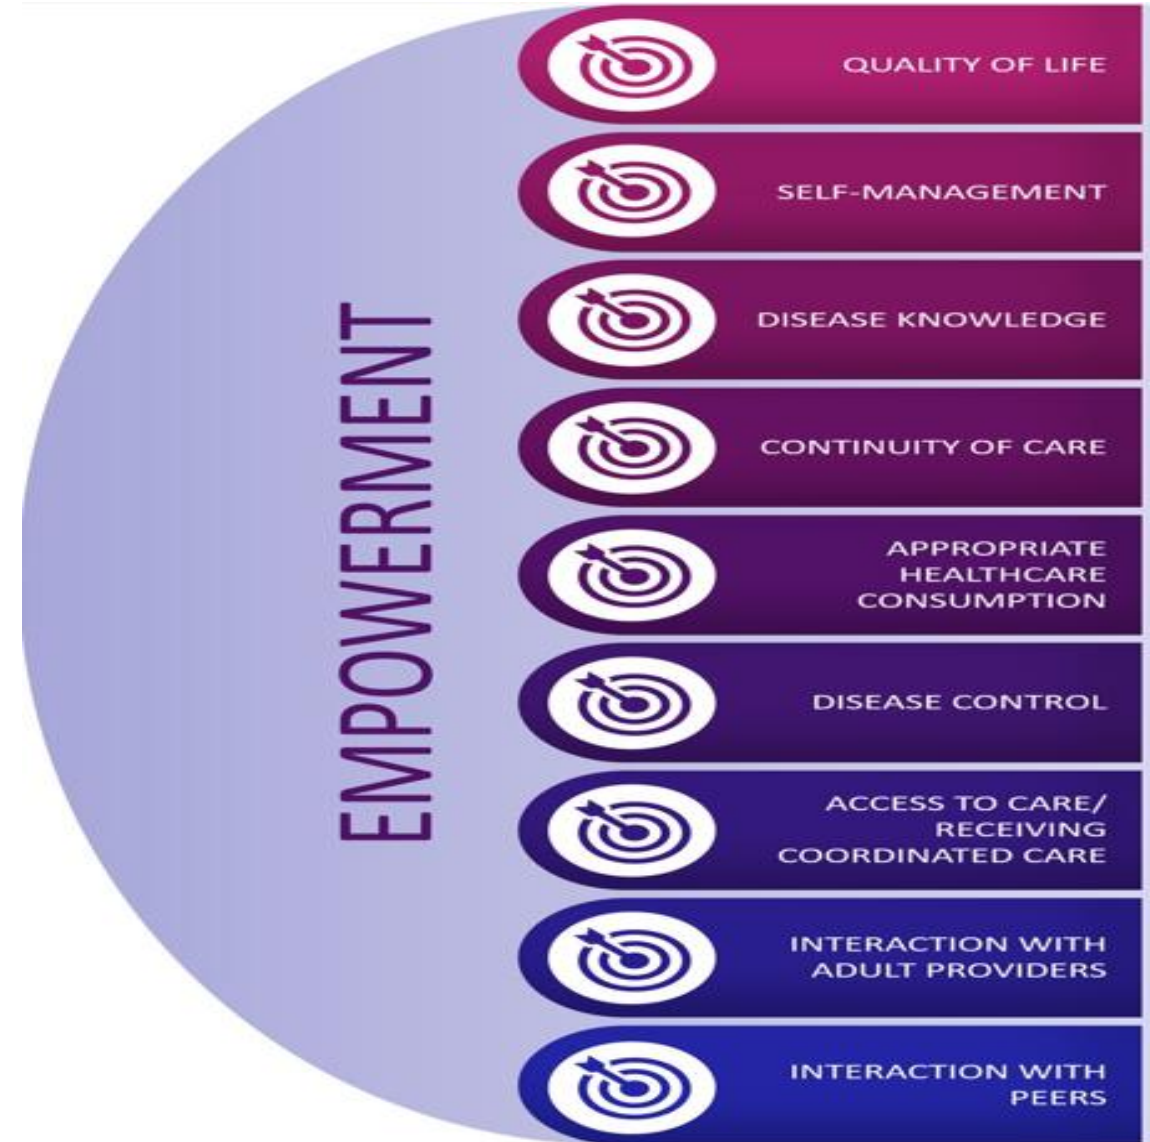 EMPOWERMENT
QUALITY OF LIFE
SELF-MANAGEMENT
DISEASE KNOWLEDGE
CONTINUITY OF CARE
APPROPRIATE
HEALTHCARE
CONSUMPTION
DISEASE CONTROL
ACCESS TO CARE/
RECEIVING
COORDINATED CARE
INTERACTION WITH
ADULT PROVIDERS
INTERACTION WITH
PEERS